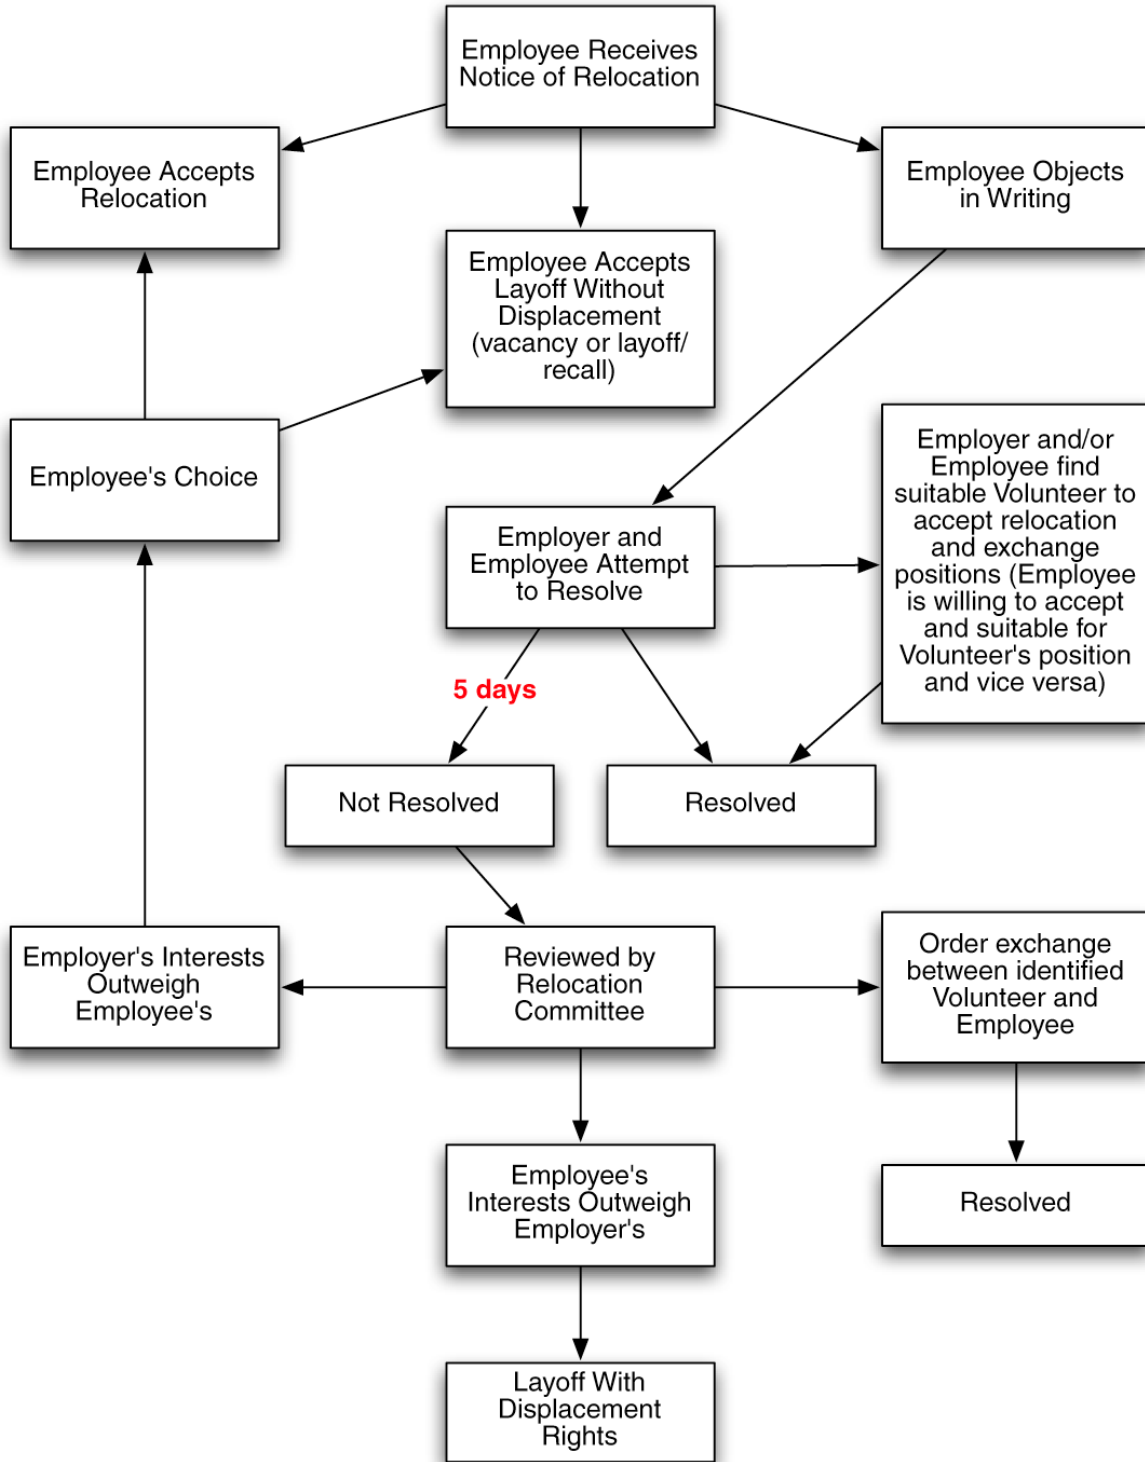 Employee Receives
Notice of Relocation
Employee Accepts
Relocation
Employee Objects
in Writing
Employee Accepts
Layoff Without
Displacement
(vacancy or layoff/
recall)
Employee's Choice
Employer and/or
Employee find
suitable Volunteer to
accept relocation
and exchange
positions (Employee
is willing to accept
and suitable for
Volunteer's position
and vice versa)
Employer and
Employee Attempt
to Resolve
5 days
Not Resolved
Resolved
Employer's Interests
Outweigh
Employee's
Reviewed by
Relocation
Committee
Order exchange
between identified
Volunteer and
Employee
Employee's
Interests Outweigh
Employer's
Resolved
Layoff With
Displacement
Rights